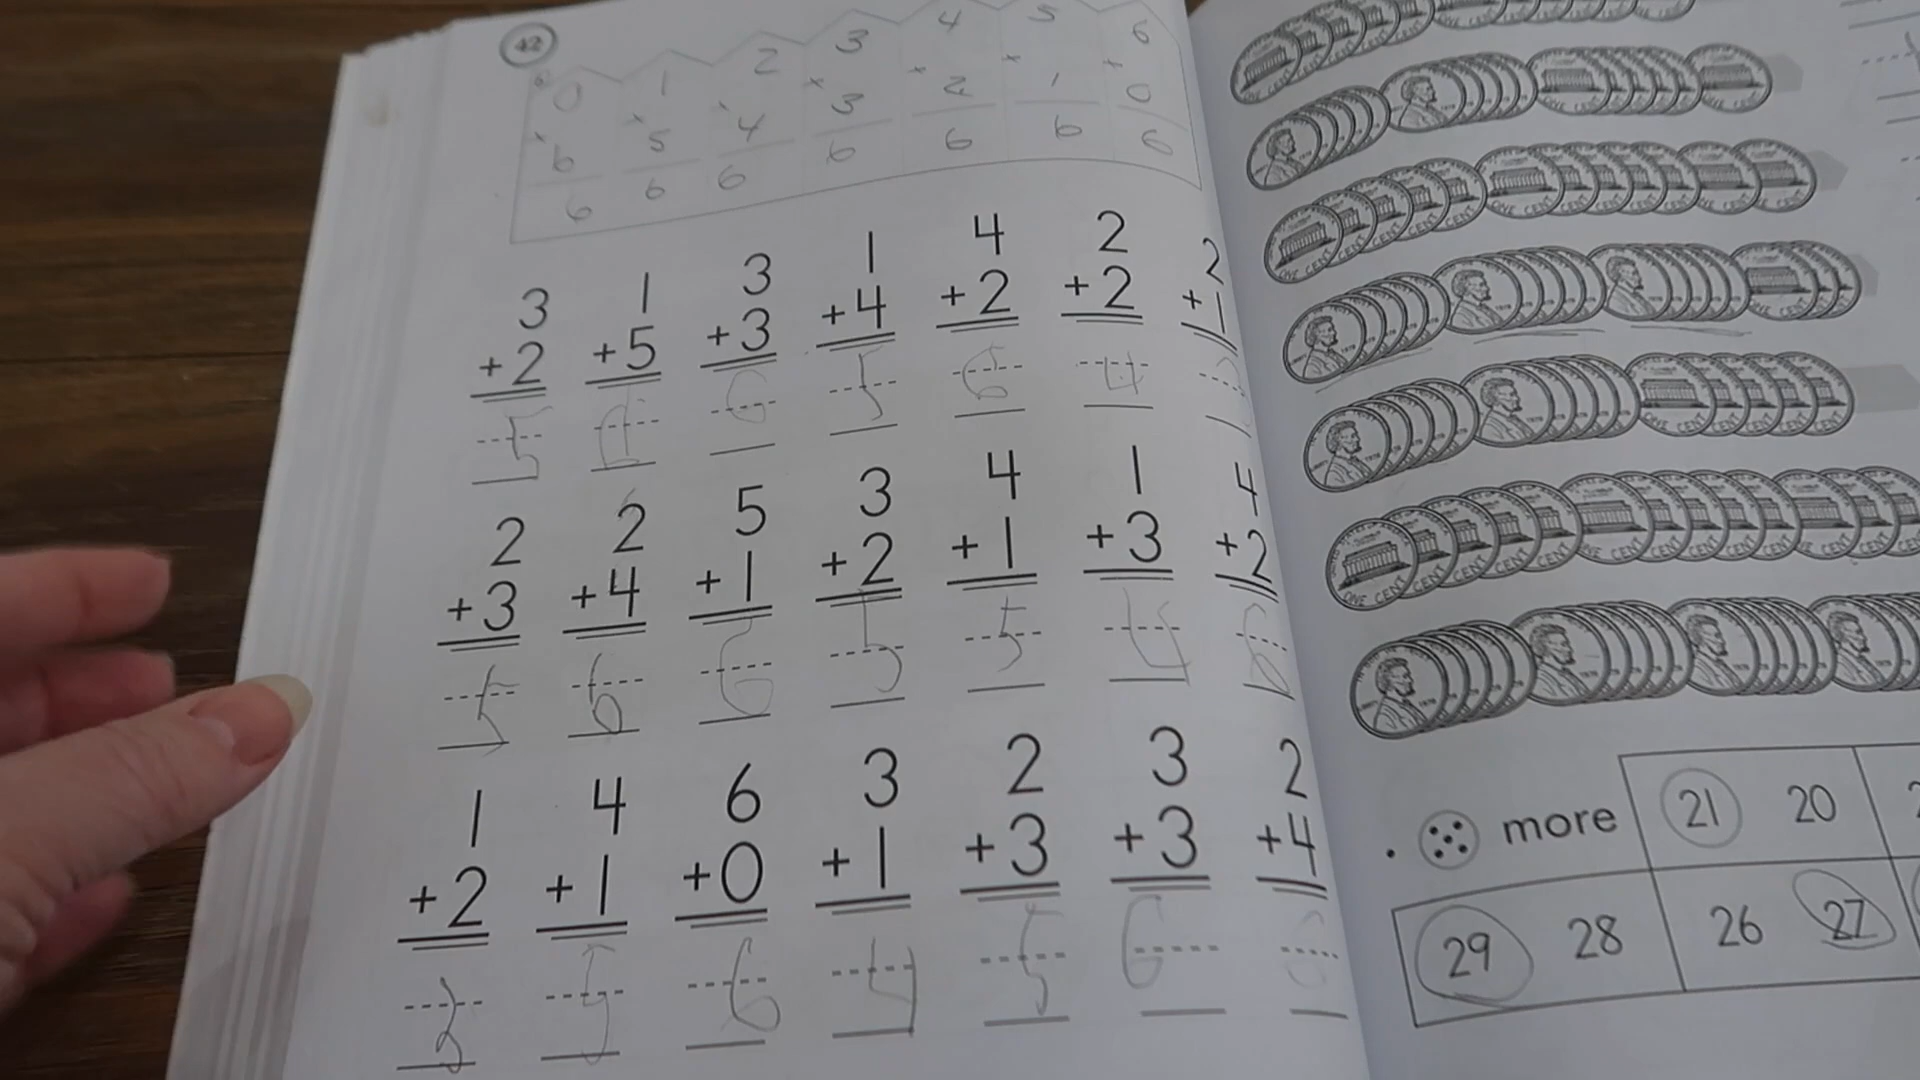 42
0 1 2 3 4 5 6
+ 6 + 5 + 4 + 3 + 2 + 1 + 0
6 6 6 6 6 6 6
3 1 3 1 4 2 2
+2 +5 +3 +4 +2 +2 +1
5 6 6 5 6 4
2 2 5 3 4 1 4
+3 +4 +1 +2 +1 +3 +2
5 6 6 5 5 4 6
1 4 6 3 2 3 2
+2 +1 +0 +1 +3 +3 +4
3 5 6 4 5 6
more 21 20
29 28 26 27